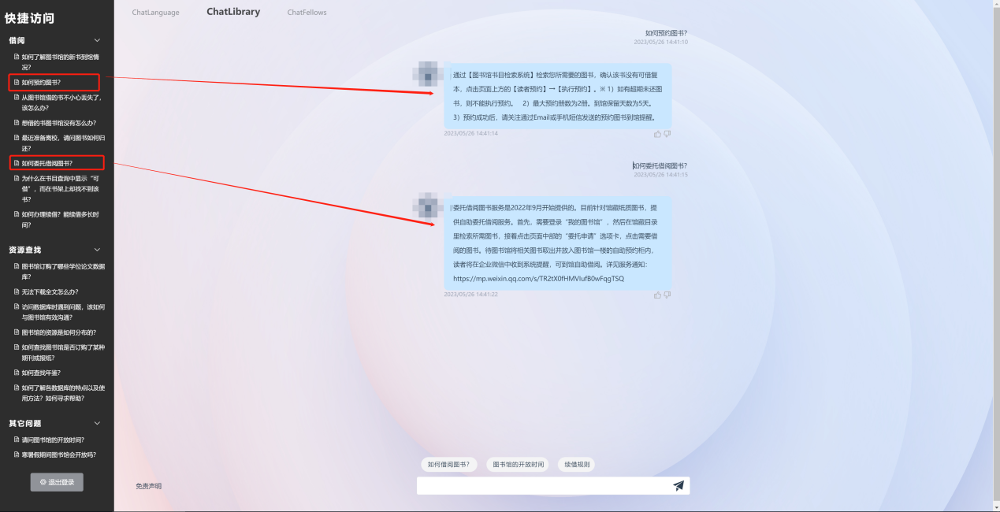 快捷访问
借阅
如何了解图书馆的新书到馆情
况?
如何预约图书?
从图书馆借的书不小心丢失了,
该怎么办?
想借的书图书馆没有怎么办?
最近准备离校，请问图书如何归
还?
如何委托借阅图书?
为什么在书目查询中显示“可
借”，而在书架上却找不到该
书?
如何办理续借? 能续借多长时
间?
资源查找
图书馆订购了哪些学位论文数据
库?
无法下载全文怎么办?
访问数据库时遇到问题，该如何
与图书馆有效沟通?
图书馆的资源是如何分布的?
如何查找图书馆是否订购了某种
期刊或报纸?
如何查找年鉴?
如何了解各数据库的特点以及使
用方法? 如何寻求帮助?
其它问题
请问图书馆的开放时间?
寒暑假期间图书馆会开放吗?
退出登录
ChatLanguage
ChatLibrary
ChatFellows
如何预约图书?
2023/05/26 14:41:10
通过【图书馆书目检索系统】检索您所需要的图书，确认该书没有可借复
本，点击页面上方的【读者预约】→【执行预约】。※ 1）如有超期未还图
书，则不能执行预约。 2）最大预约册数为2册。到馆保留天数为5天。
3）预约成功后，请关注通过Email或手机短信发送的预约图书到馆提醒。
2023/05/26 14:41:14
如何委托借阅图书?
2023/05/26 14:41:15
委托借阅图书服务是2022年9月开始提供的。目前针对馆藏纸质图书，提
供自助委托借阅服务。首先，需要登录“我的图书馆”，然后在馆藏目录
里检索所需图书，接着点击页面中部的“委托申请”选项卡，点击需要借
阅的图书。待图书馆将相关图书取出并放入图书馆一楼的自助预约柜内，
读者将在企业微信中收到系统提醒，可到馆自助借阅。详见服务通知：
https://mp.weixin.qq.com/s/TR2tX0fHMVIufB0wFqgTSQ
2023/05/26 14:41:22
如何借阅图书?
图书馆的开放时间
续借规则
免责声明